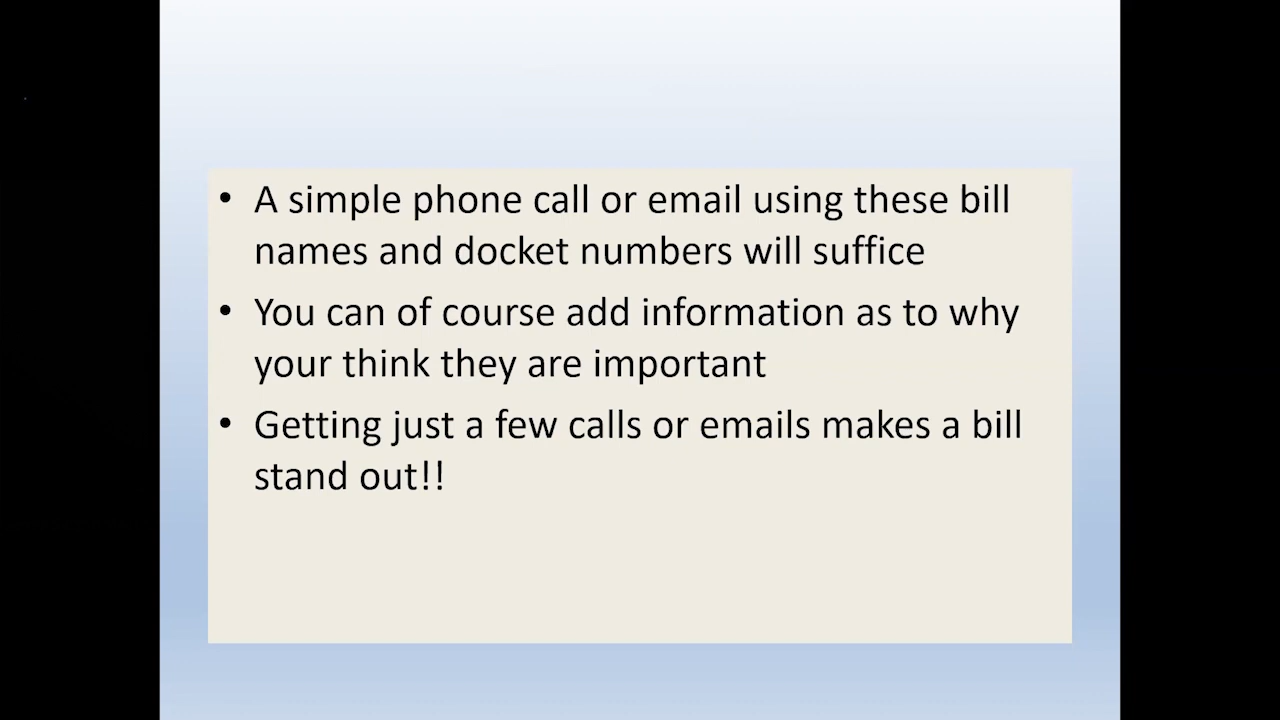 • A simple phone call or email using these bill
names and docket numbers will suffice
• You can of course add information as to why
your think they are important
• Getting just a few calls or emails makes a bill
stand out!!